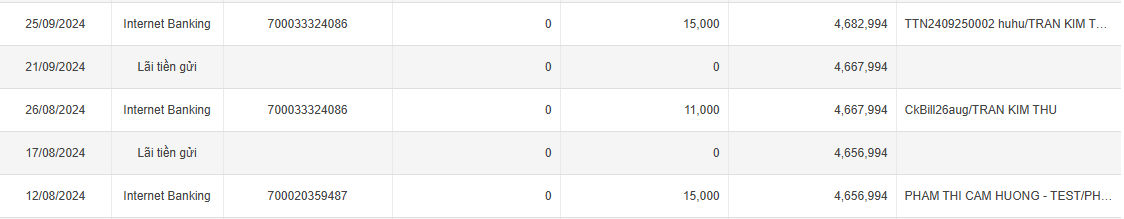 25/09/2024 Internet Banking 700033324086 0 15,000 4,682,994 TTN2409250002 huhu/TRAN KIM T...
21/09/2024 Lãi tiền gửi 0 0 4,667,994
26/08/2024 Internet Banking 700033324086 0 11,000 4,667,994 CkBill26aug/TRAN KIM THU
17/08/2024 Lãi tiền gửi 0 0 4,656,994
12/08/2024 Internet Banking 700020359487 0 15,000 4,656,994 PHAM THI CAM HUONG - TEST/PH...